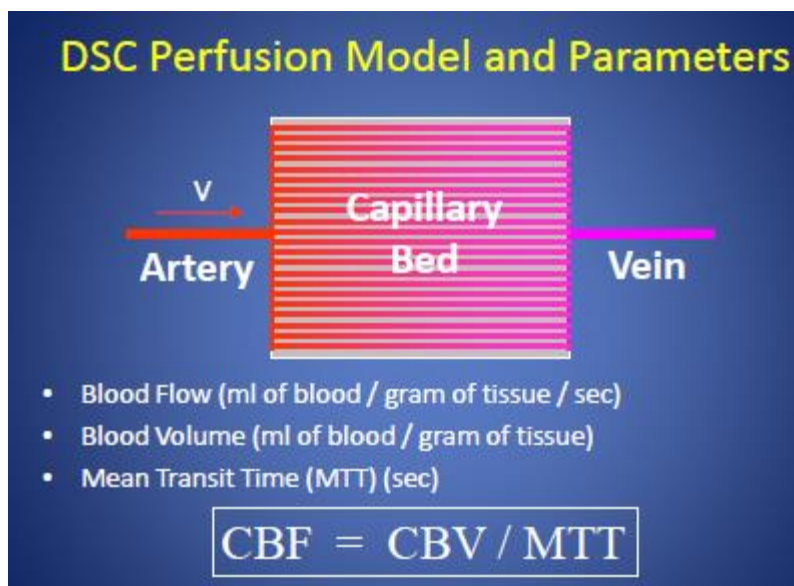 DSC Perfusion Model and Parameters
V
Artery
Capillary
Bed
Vein
• Blood Flow (ml of blood / gram of tissue / sec)
• Blood Volume (ml of blood / gram of tissue)
• Mean Transit Time (MTT) (sec)
CBF = CBV / MTT